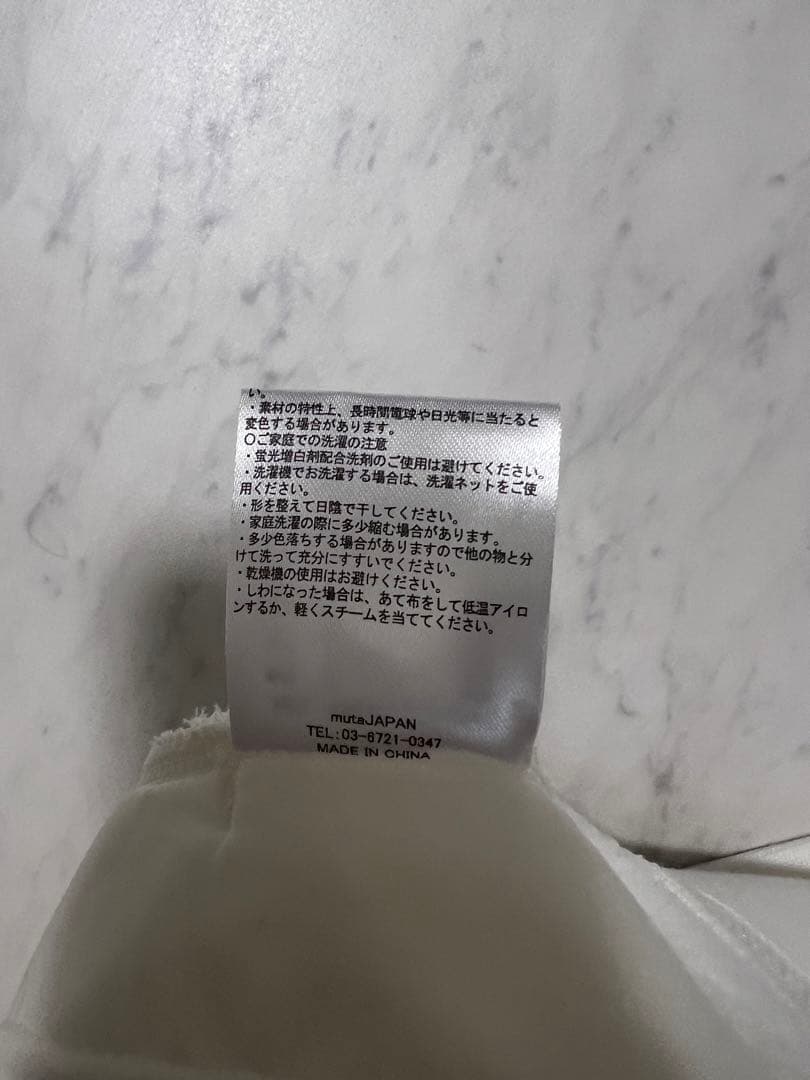 い。
・素材の特性上、長時間電球や日光等に当たると
変色する場合があります。
〇ご家庭での洗濯の注意
・蛍光増白剤配合洗剤のご使用は避けてください。
・洗濯機でお洗濯する場合は、洗濯ネットをご使
用ください。
・形を整えて日陰で干してください。
・家庭洗濯の際に多少縮む場合があります。
・多少色落ちする場合がありますので他の物と分
けて洗って充分にすすいでください。
・乾燥機の使用はお避けください。
・しわになった場合は、あて布をして低温アイロ
ンするか、軽くスチームを当ててください。
mutaJAPAN
TEL:03-6721-0347
MADE IN CHINA